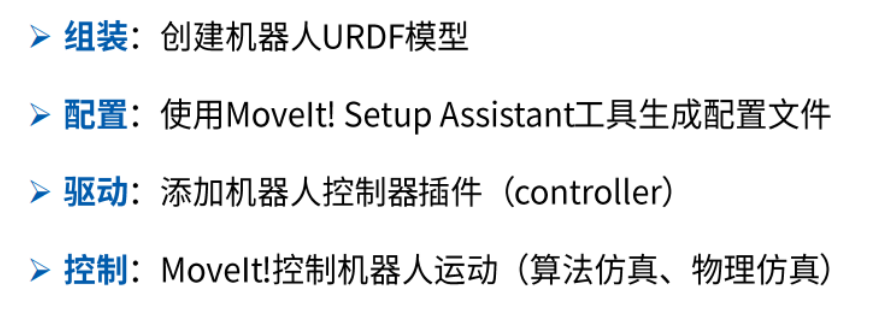 ➢ 组装：创建机器人URDF模型
➢ 配置：使用MoveIt! Setup Assistant工具生成配置文件
➢ 驱动：添加机器人控制器插件（controller）
➢ 控制：MoveIt!控制机器人运动（算法仿真、物理仿真）